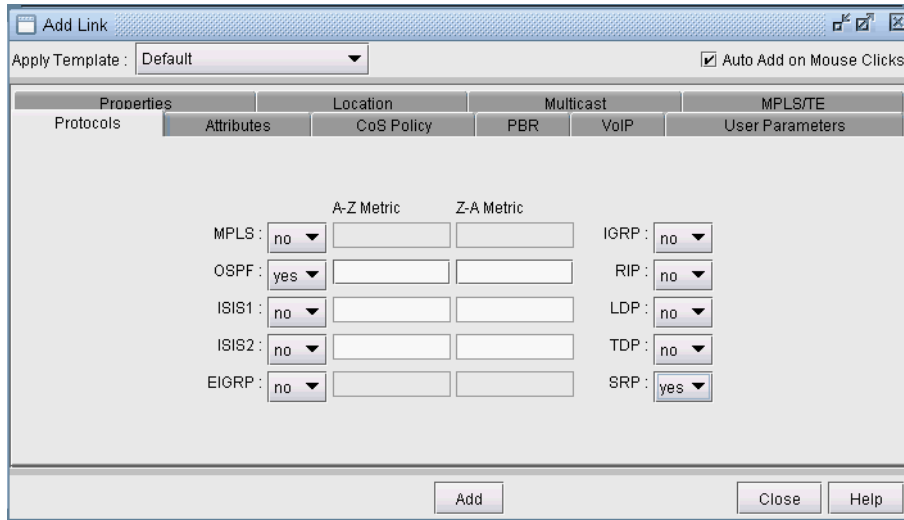 Add Link
Apply Template : Default Auto Add on Mouse Clicks
Properties Location Multicast MPLS/TE
Protocols Attributes CoS Policy PBR VoIP User Parameters
A-Z Metric Z-A Metric
MPLS : no IGRP : no
OSPF : yes RIP : no
ISIS1 : no LDP : no
ISIS2 : no TDP : no
EIGRP : no SRP : yes
Add Close Help